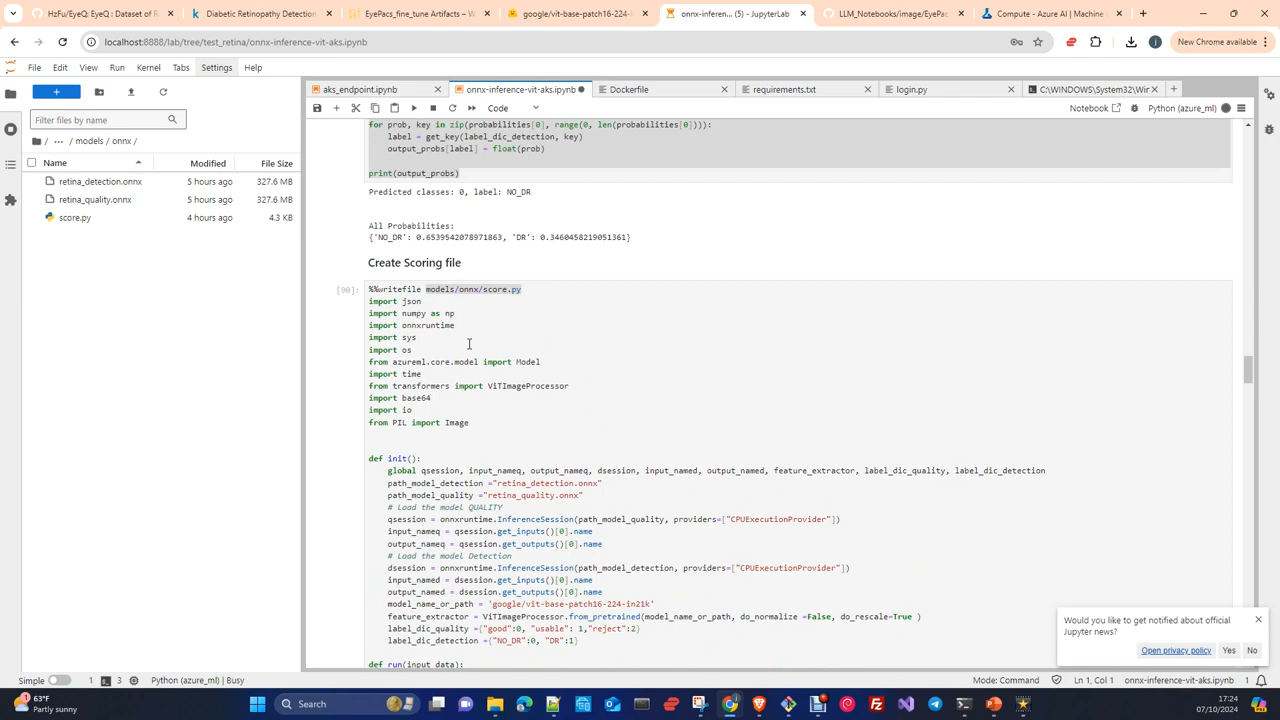 HzFu/EyeQ: EyeQ: Dataset of R
Diabetic Retinopathy Detection
EyePacs_fine_tune Artifacts – W
google/vit-base-patch16-224-in
onnx-inferen... (5) - JupyterLab
LLM_Notebooks/image/EyePac
Compute - Azure AI | Machine
localhost:8888/lab/tree/test_retina/onnx-inference-vit-aks.ipynb
New Chrome available
File Edit View Run Kernel Tabs Settings Help
aks_endpoint.ipynb
onnx-inference-vit-aks.ipynb
Dockerfile
requirements.txt
login.py
C:\WINDOWS\System32\Wir
Code
Notebook
Python (azure_ml)
Filter files by name
/ ... / models / onnx /
Name Modified File Size
retina_detection.onnx 5 hours ago 327.6 MB
retina_quality.onnx 5 hours ago 327.6 MB
score.py 4 hours ago 4.3 KB
for prob, key in zip(probabilities[0], range(0, len(probabilities[0]))):
label = get_key(label_dic_detection, key)
output_probs[label] = float(prob)
print(output_probs)
Predicted classes: 0, label: NO_DR
All Probabilities:
{'NO_DR': 0.6539542078971863, 'DR': 0.3460458219051361}
Create Scoring file
[90]:
%%writefile models/onnx/score.py
import json
import numpy as np
import onnxruntime
import sys
import os
from azureml.core.model import Model
import time
from transformers import ViTImageProcessor
import base64
import io
from PIL import Image
def init():
global qsession, input_nameq, output_nameq, dsession, input_named, output_named, feature_extractor, label_dic_quality, label_dic_detection
path_model_detection ="retina_detection.onnx"
path_model_quality ="retina_quality.onnx"
# Load the model QUALITY
qsession = onnxruntime.InferenceSession(path_model_quality, providers=["CPUExecutionProvider"])
input_nameq = qsession.get_inputs()[0].name
output_nameq = qsession.get_outputs()[0].name
# Load the model Detection
dsession = onnxruntime.InferenceSession(path_model_detection, providers=["CPUExecutionProvider"])
input_named = dsession.get_inputs()[0].name
output_named = dsession.get_outputs()[0].name
model_name_or_path = 'google/vit-base-patch16-224-in21k'
feature_extractor = ViTImageProcessor.from_pretrained(model_name_or_path, do_normalize =False, do_rescale=True )
label_dic_quality ={"good":0, "usable": 1,"reject":2}
label_dic_detection ={"NO_DR":0, "DR":1}
def run(input data):
Would you like to get notified about official
Jupyter news?
Open privacy policy Yes No
Simple 1 3 Python (azure_ml) | Busy
Mode: Command Ln 1, Col 1 onnx-inference-vit-aks.ipynb 1
63°F
Partly sunny
Search
17:24
07/10/2024